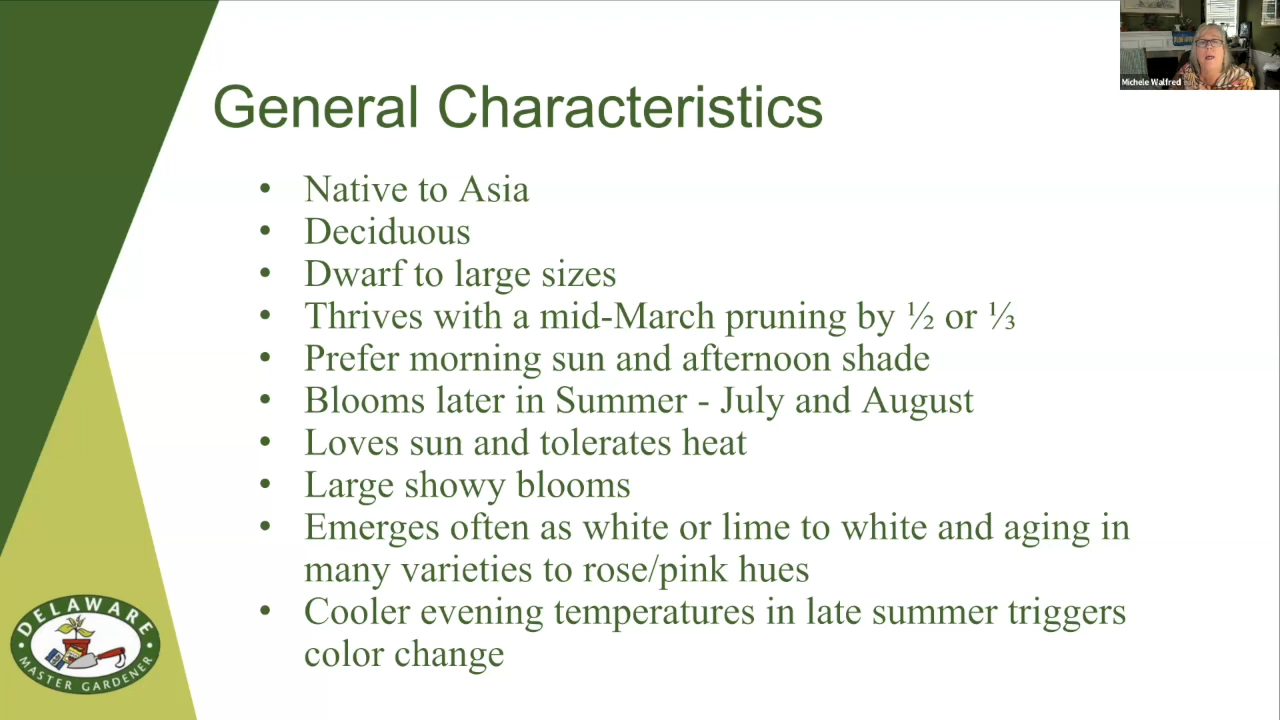 General Characteristics
• Native to Asia
• Deciduous
• Dwarf to large sizes
• Thrives with a mid-March pruning by ½ or ⅓
• Prefer morning sun and afternoon shade
• Blooms later in Summer - July and August
• Loves sun and tolerates heat
• Large showy blooms
• Emerges often as white or lime to white and aging in
many varieties to rose/pink hues
• Cooler evening temperatures in late summer triggers
color change
Michele Walfred
DELAWARE
MASTER GARDENER